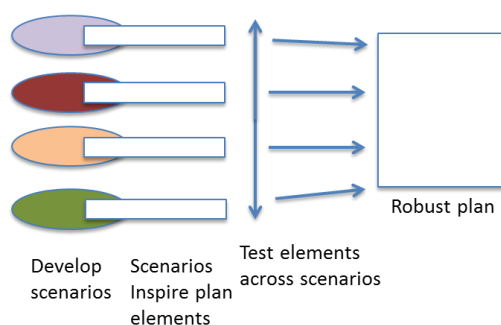 Develop
scenarios
Scenarios
Inspire plan
elements
Test elements
across scenarios
Robust plan